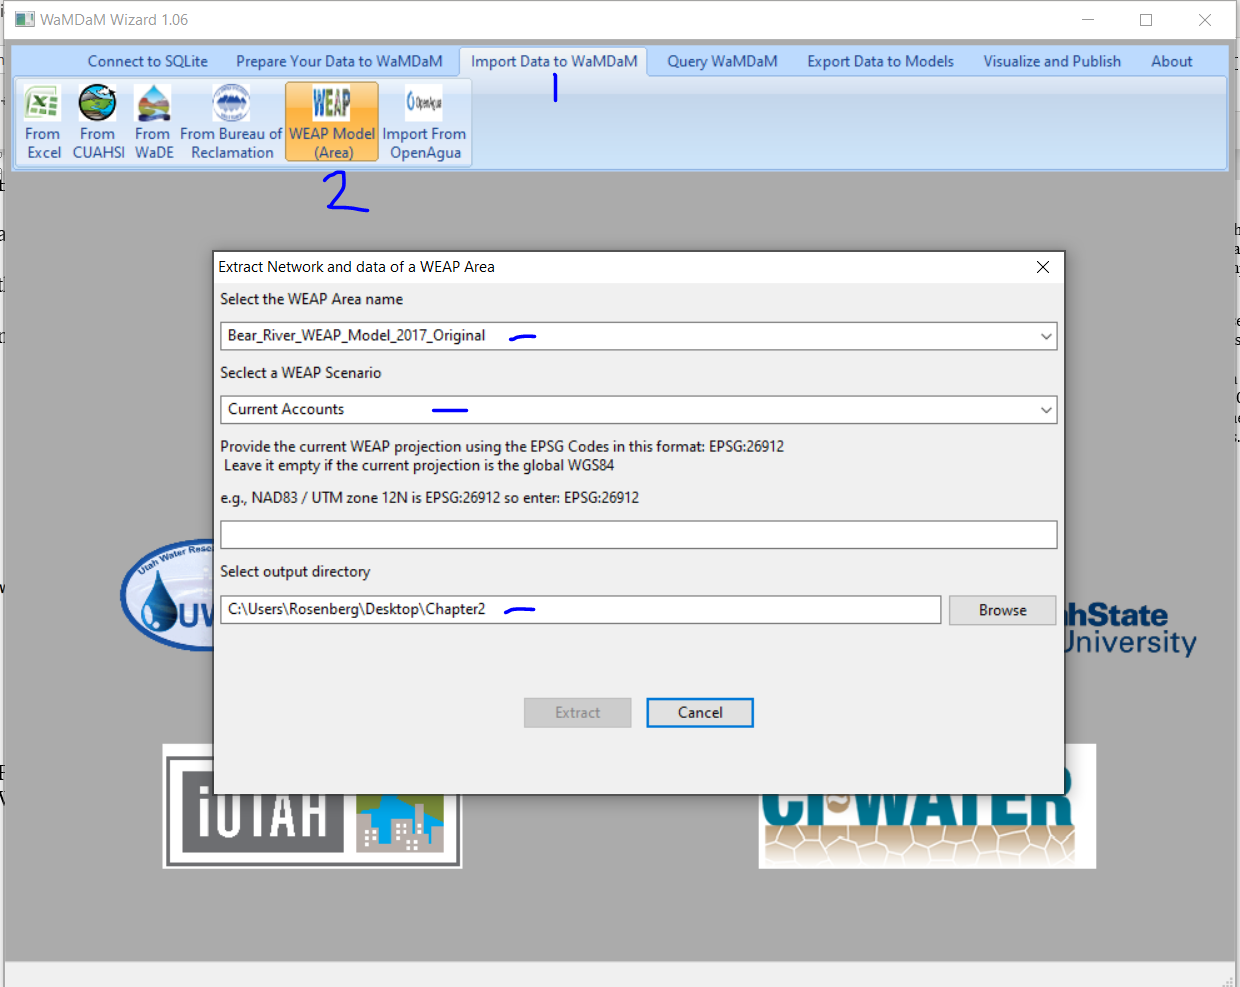 WaMDaM Wizard 1.06
Connect to SQLite Prepare Your Data to WaMDaM Import Data to WaMDaM Query WaMDaM Export Data to Models Visualize and Publish About
1
WEAP OpenAgua
From Excel
From CUAHSI
From WaDE
From Bureau of Reclamation
WEAP Model (Area)
Import From OpenAgua
2
Extract Network and data of a WEAP Area
Select the WEAP Area name
Bear_River_WEAP_Model_2017_Original
Seclect a WEAP Scenario
Current Accounts
Provide the current WEAP projection using the EPSG Codes in this format: EPSG:26912
Leave it empty if the current projection is the global WGS84
e.g., NAD83 / UTM zone 12N is EPSG:26912 so enter: EPSG:26912
Select output directory
C:\Users\Rosenberg\Desktop\Chapter2
Browse
Utah Water Rese
UW
hState
University
Extract Cancel
iUTAH
CI-WATER